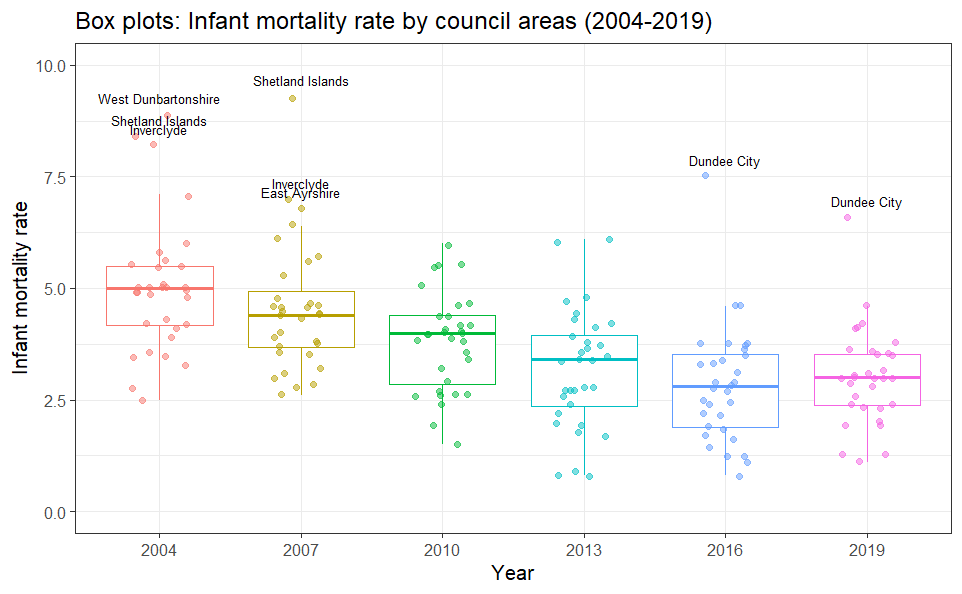 Box plots: Infant mortality rate by council areas (2004-2019)
Infant mortality rate
10.0
7.5
5.0
2.5
0.0
West Dunbartonshire
Shetland Islands
Inverclyde
Shetland Islands
Inverclyde
East Ayrshire
Dundee City
Dundee City
2004
2007
2010
2013
2016
2019
Year